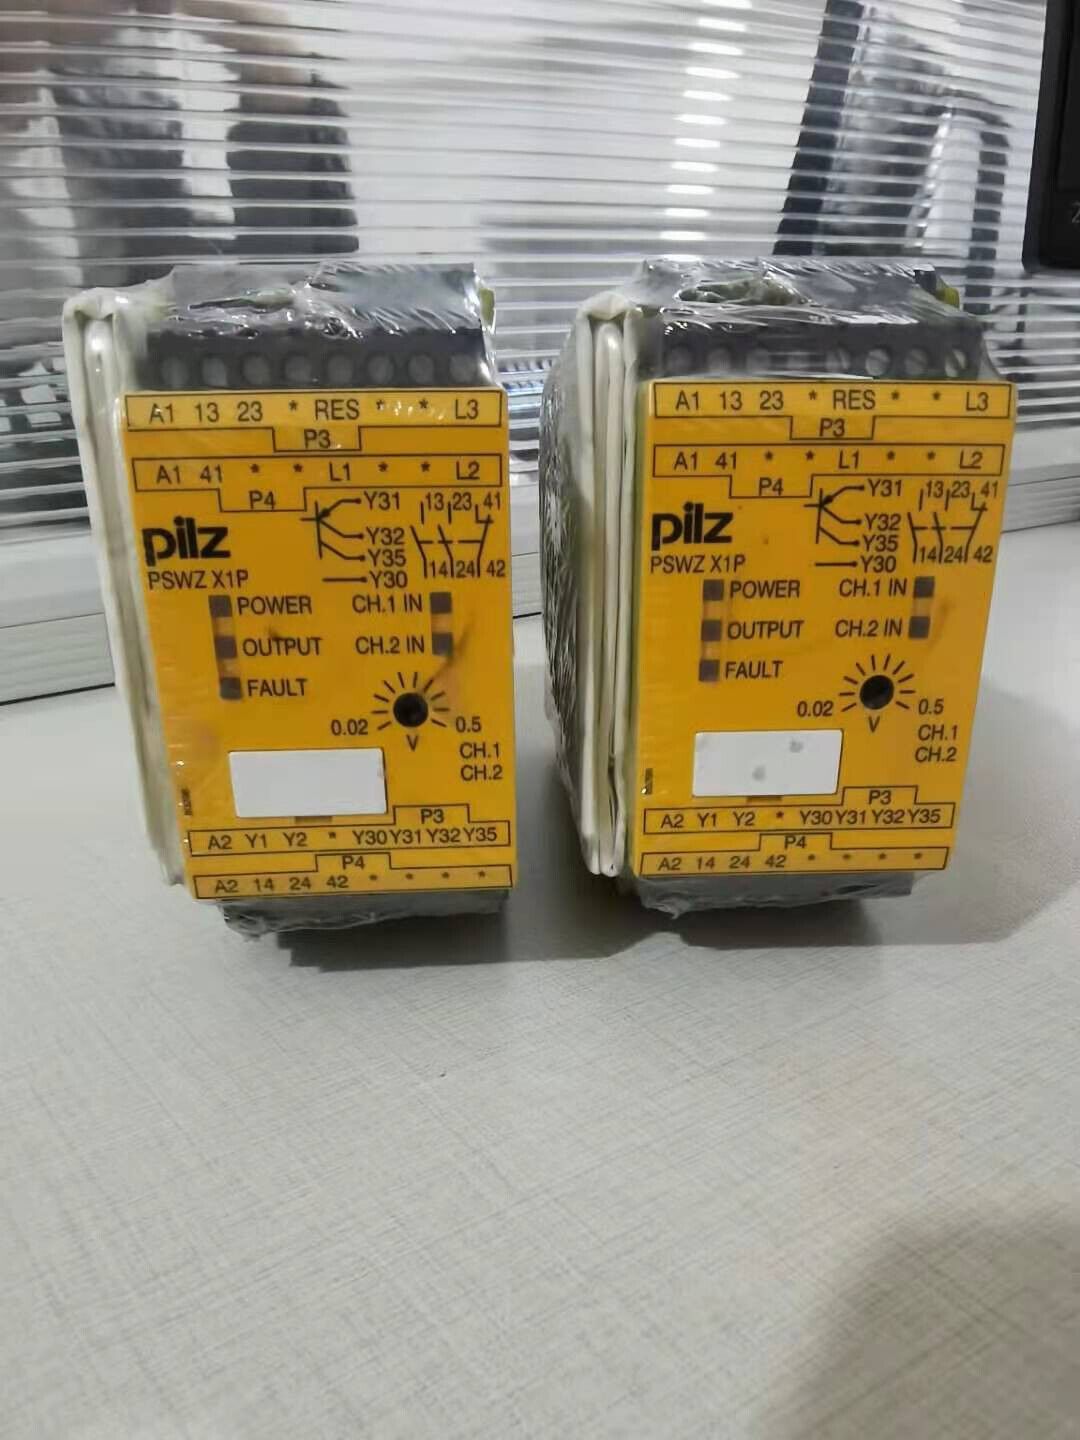 A1 13 23 * RES * * L3
P3
A1 41 * * L1 * * L2
P4
Y31 13 23 41
pilz
Y32
Y35
PSWZ X1P
Y30 14 24 42
POWER CH.1 IN
OUTPUT CH.2 IN
FAULT
0.02 0.5
V
CH.1
CH.2
P3
A2 Y1 Y2 * Y30 Y31 Y32 Y35
P4
A2 14 24 42 * * * *
A1 13 23 * RES * * L3
P3
A1 41 * * L1 * * L2
P4
Y31 13 23 41
pilz
Y32
Y35
PSWZ X1P
Y30 14 24 42
POWER CH.1 IN
OUTPUT CH.2 IN
FAULT
0.02 0.5
V
CH.1
CH.2
P3
A2 Y1 Y2 * Y30 Y31 Y32 Y35
P4
A2 14 24 42 * * * *